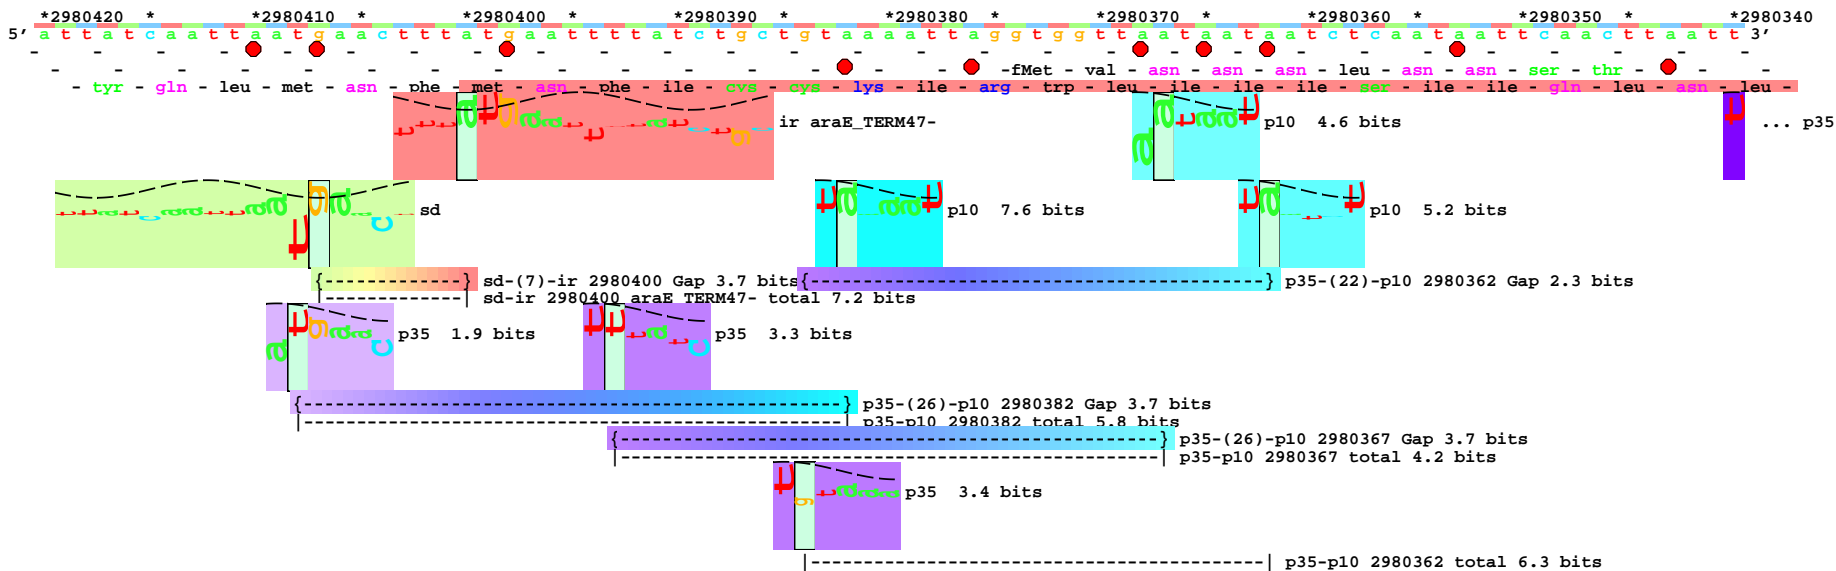 *2980420 * *2980410 * *2980400 * *2980390 * *2980380 * *2980370 * *2980360 * *2980350 * *2980340
5' a t t a t c a a t t a a t g a a c t t t a t g a a t t t t a t c t g c t g t a a a a t t a g g t g g t t a a t a a t a a t c t c a a t a a t t c a a c t t a a t t 3'
-fMet - val - asn - asn - asn - leu - asn - asn - ser - thr -
- tyr - gln - leu - met - asn - phe - met - asn - phe - ile - cys - cys - lys - ile - arg - trp - leu - ile - ile - ile - ser - ile - ile - gln - leu - asn - leu -
ir araE_TERM47-
p10 4.6 bits
... p35
sd
p10 7.6 bits
p10 5.2 bits
sd-(7)-ir 2980400 Gap 3.7 bits
p35-(22)-p10 2980362 Gap 2.3 bits
sd-ir 2980400 araE_TERM47- total 7.2 bits
p35 1.9 bits
p35 3.3 bits
p35-(26)-p10 2980382 Gap 3.7 bits
p35-p10 2980382 total 5.8 bits
p35-(26)-p10 2980367 Gap 3.7 bits
p35-p10 2980367 total 4.2 bits
p35 3.4 bits
p35-p10 2980362 total 6.3 bits